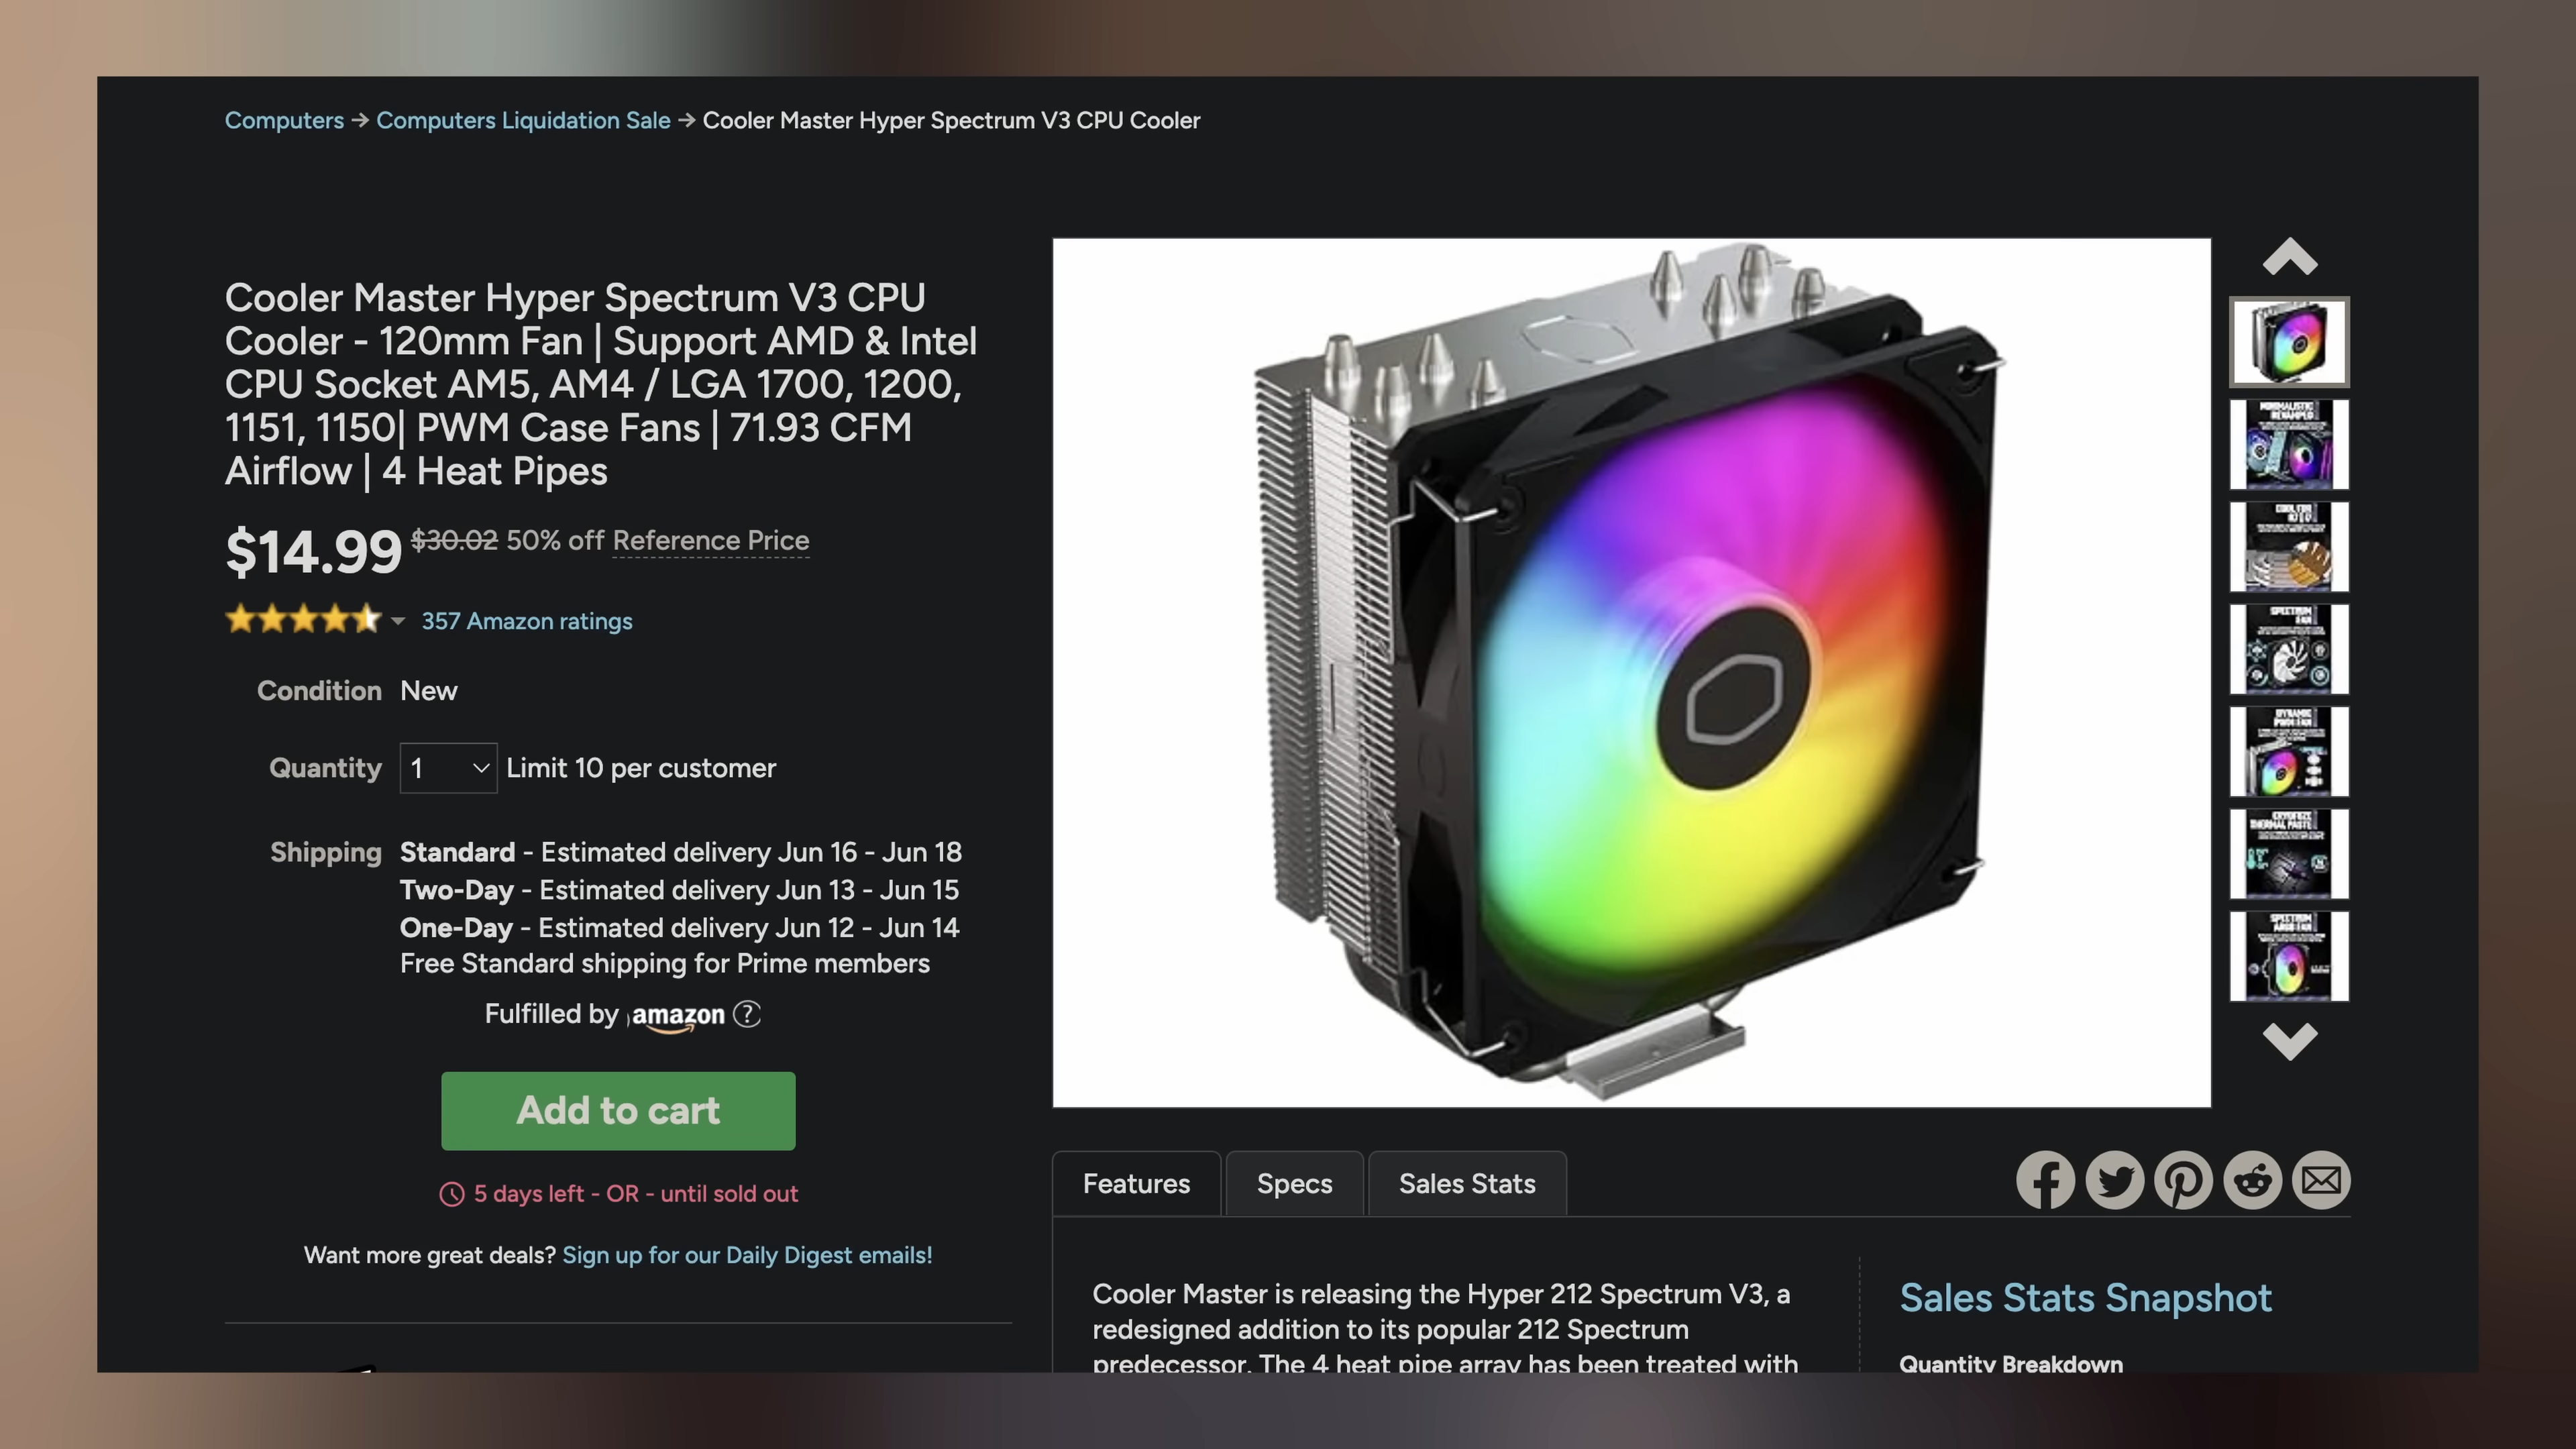 Computers → Computers Liquidation Sale → Cooler Master Hyper Spectrum V3 CPU Cooler
Cooler Master Hyper Spectrum V3 CPU
Cooler - 120mm Fan | Support AMD & Intel
CPU Socket AM5, AM4 / LGA 1700, 1200,
1151, 1150| PWM Case Fans | 71.93 CFM
Airflow | 4 Heat Pipes
$14.99 $30.02 50% off Reference Price
357 Amazon ratings
Condition New
Quantity 1 Limit 10 per customer
Shipping Standard - Estimated delivery Jun 16 - Jun 18
Two-Day - Estimated delivery Jun 13 - Jun 15
One-Day - Estimated delivery Jun 12 - Jun 14
Free Standard shipping for Prime members
Fulfilled by amazon ?
Add to cart
5 days left - OR - until sold out
Want more great deals? Sign up for our Daily Digest emails!
Features Specs Sales Stats
Cooler Master is releasing the Hyper 212 Spectrum V3, a
redesigned addition to its popular 212 Spectrum
predecessor. The 4 heat pipe array has been treated with
Sales Stats Snapshot
Quantity Breakdown